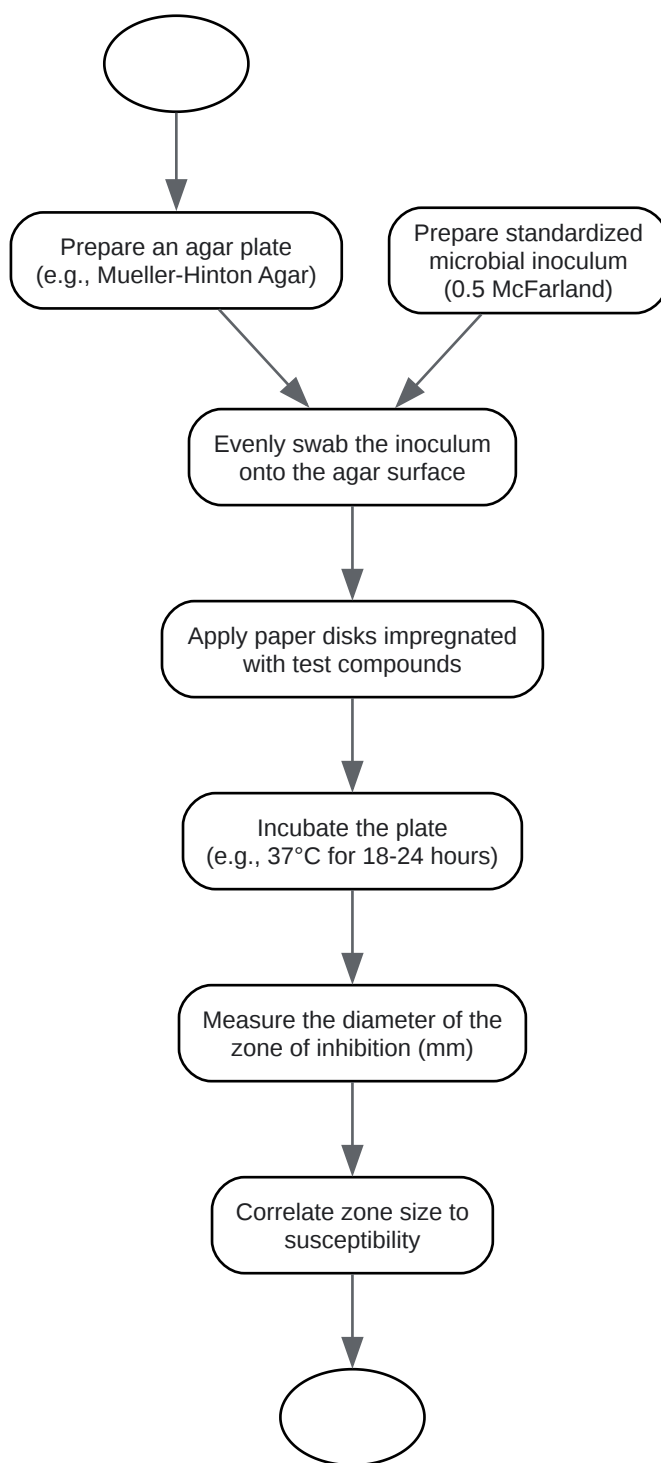 Prepare an agar plate
(e.g., Mueller-Hinton Agar)
Prepare standardized
microbial inoculum
(0.5 McFarland)
Evenly swab the inoculum
onto the agar surface
Apply paper disks impregnated
with test compounds
Incubate the plate
(e.g., 37°C for 18-24 hours)
Measure the diameter of the
zone of inhibition (mm)
Correlate zone size to
susceptibility